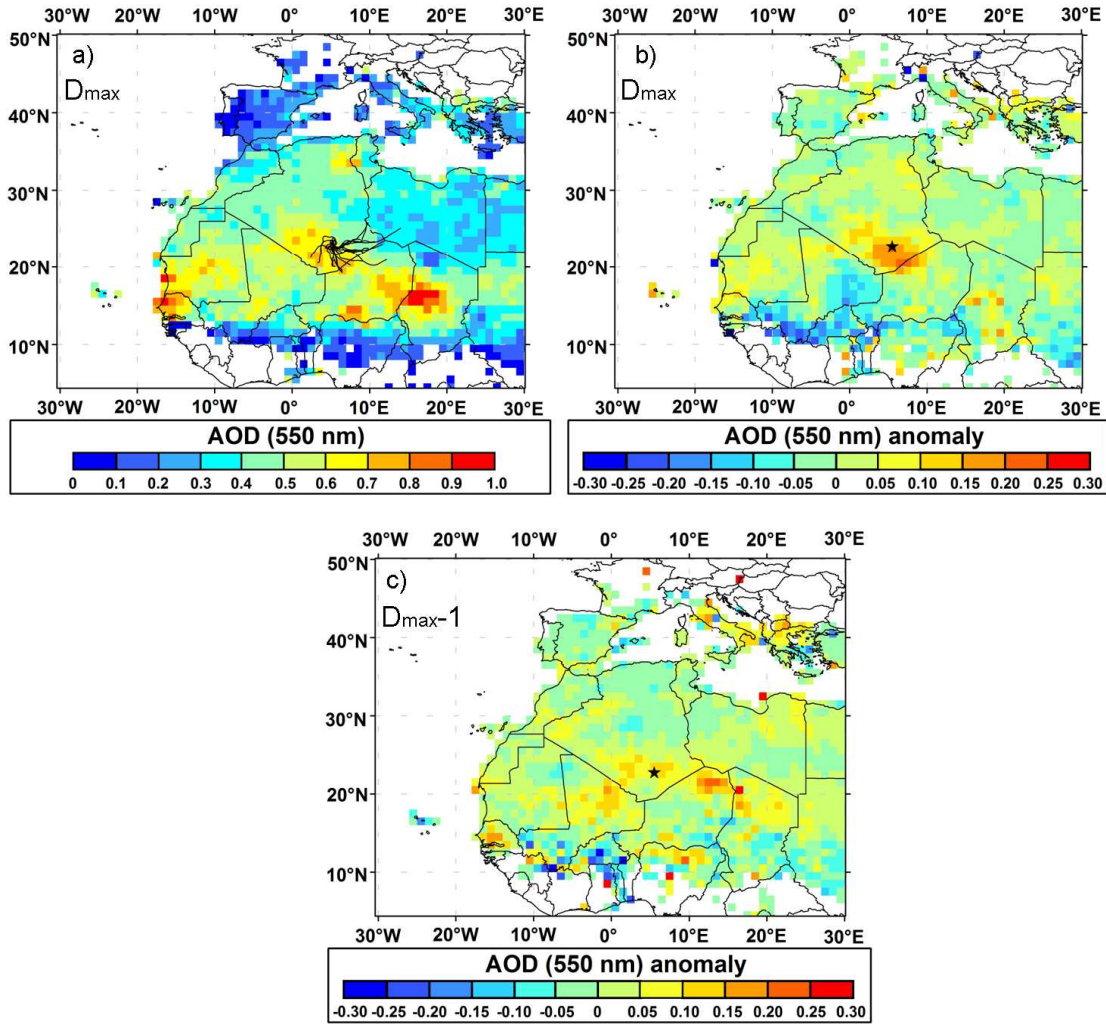 30°W 20°W 10°W 0° 10°E 20°E 30°E
50°N
a)
Dmax
40°N
30°N
20°N
10°N
30°W 20°W 10°W 0° 10°E 20°E 30°E
AOD (550 nm)
0 0.1 0.2 0.3 0.4 0.5 0.6 0.7 0.8 0.9 1.0
30°W 20°W 10°W 0° 10°E 20°E 30°E
50°N
b)
Dmax
40°N
30°N
20°N
10°N
30°W 20°W 10°W 0° 10°E 20°E 30°E
AOD (550 nm) anomaly
-0.30 -0.25 -0.20 -0.15 -0.10 -0.05 0 0.05 0.10 0.15 0.20 0.25 0.30
30°W 20°W 10°W 0° 10°E 20°E 30°E
50°N
c)
Dmax-1
40°N
30°N
20°N
10°N
30°W 20°W 10°W 0° 10°E 20°E 30°E
AOD (550 nm) anomaly
-0.30 -0.25 -0.20 -0.15 -0.10 -0.05 0 0.05 0.10 0.15 0.20 0.25 0.30